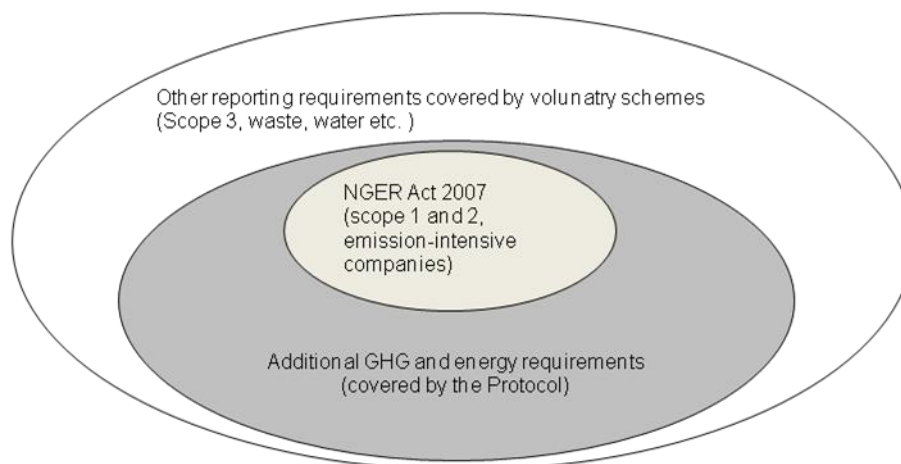 Other reporting requirements covered by volunatry schemes
(Scope 3, waste, water etc. )
NGER Act 2007
(scope 1 and 2,
emission-intensive
companies)
Additional GHG and energy requirements
(covered by the Protocol)